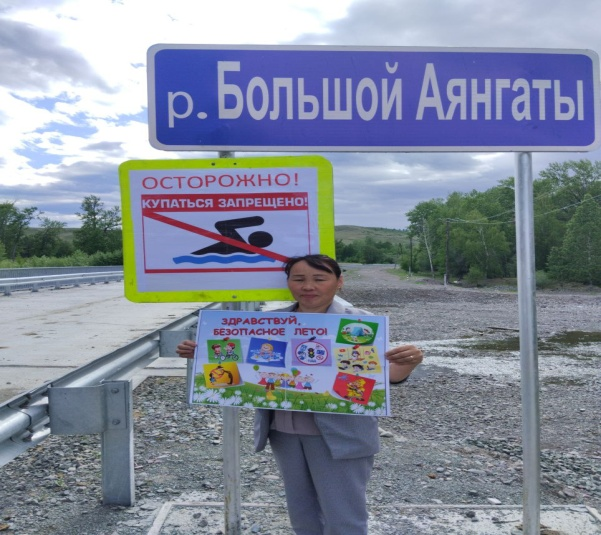 р. Большой Аянгаты
ОСТОРОЖНО!
КУПАТЬСЯ ЗАПРЕЩЕНО!
ЗДРАВСТВУЙ,
БЕЗОПАСНОЕ ЛЕТО!